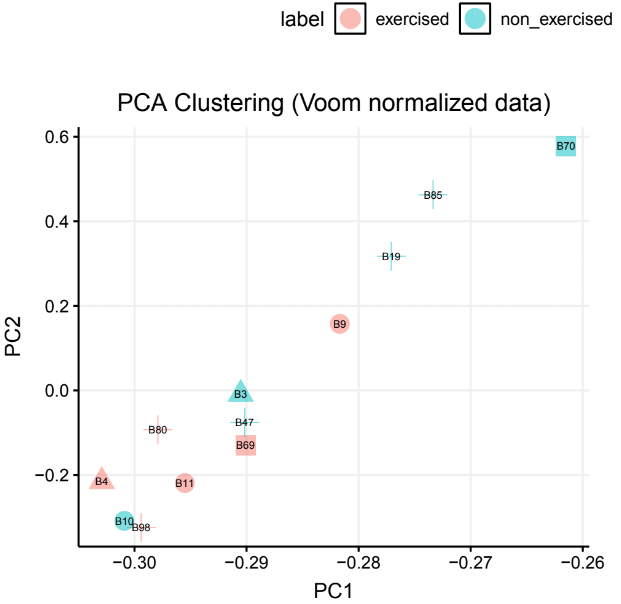 label exercised non_exercised
PCA Clustering (Voom normalized data)
0.6
B70
B85
0.4
B19
0.2
B9
PC2
0.0
B3
B47
B80
B69
−0.2
B4
B11
B10
B98
−0.30 −0.29 −0.28 −0.27 −0.26
PC1